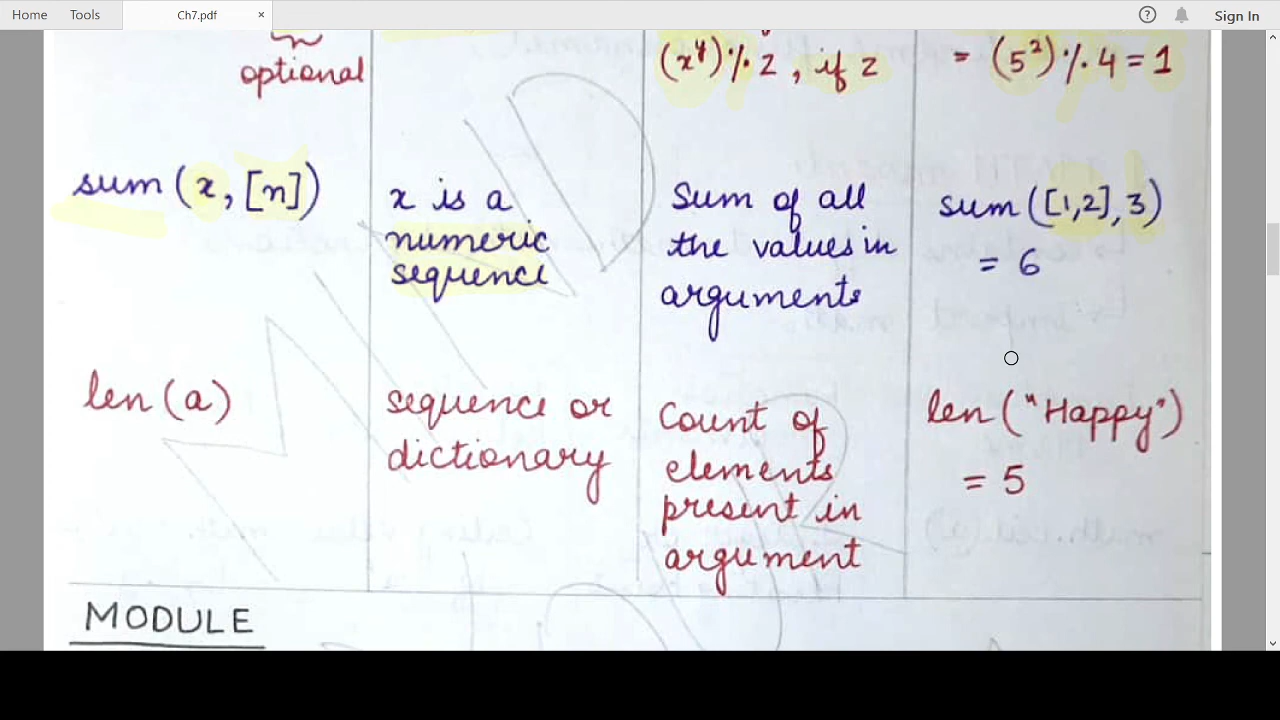 Home Tools Ch7.pdf × Sign In
optional
(x^y) % z , if z
= (5²) % 4 = 1
sum (x, [n])
x is a
numeric
sequence
Sum of all
the values in
arguments
sum ([1,2], 3)
= 6
len (a)
sequence or
dictionary
Count of
elements
present in
argument
len ("Happy")
= 5
MODULE